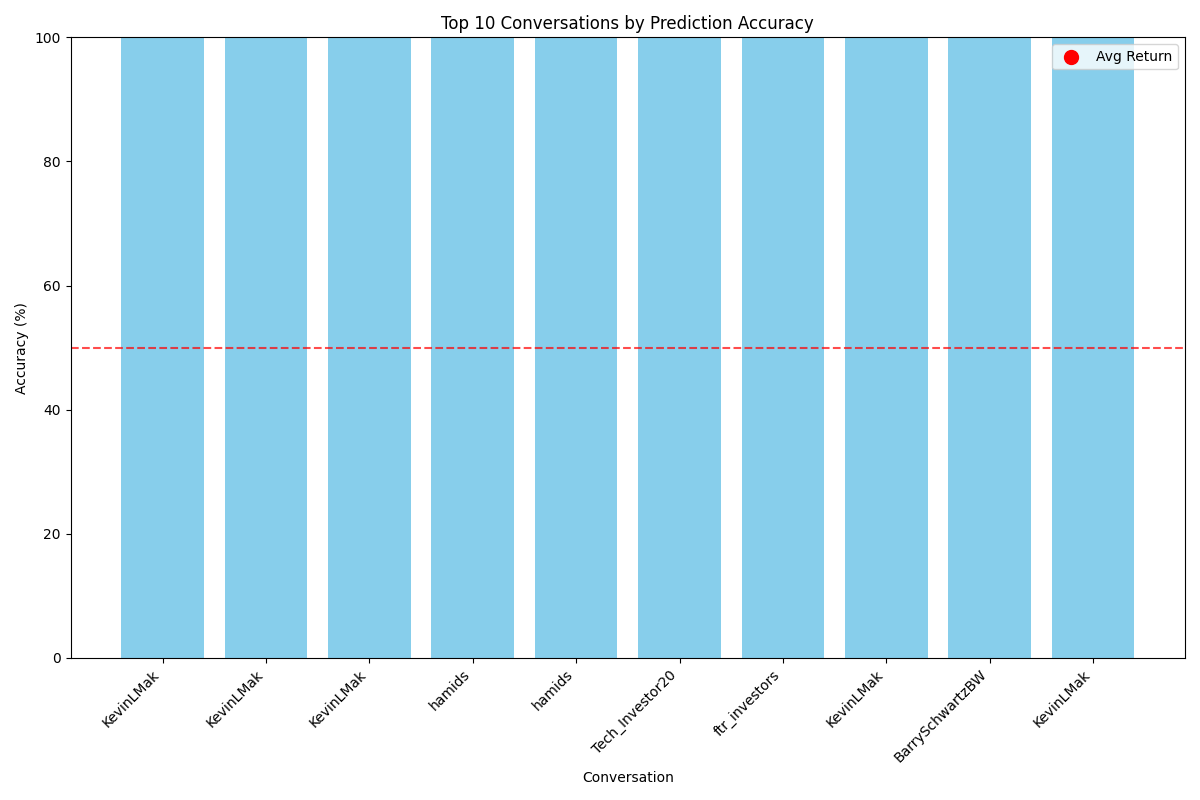 Top 10 Conversations by Prediction Accuracy
Avg Return
Accuracy (%)
100
80
60
40
20
0
KevinLMak
KevinLMak
KevinLMak
hamids
hamids
Tech_Investor20
ftr_investors
KevinLMak
BarrySchwartzBW
KevinLMak
Conversation